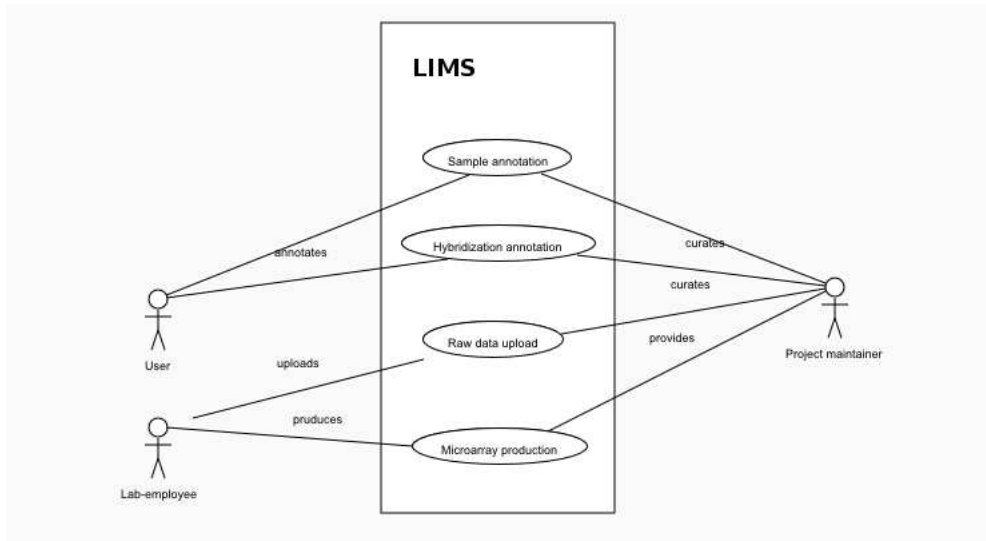 LIMS
Sample annotation
annotates
Hybridization annotation
curates
curates
User
uploads
Raw data upload
provides
Project maintainer
pruduces
Microarray production
Lab-employee